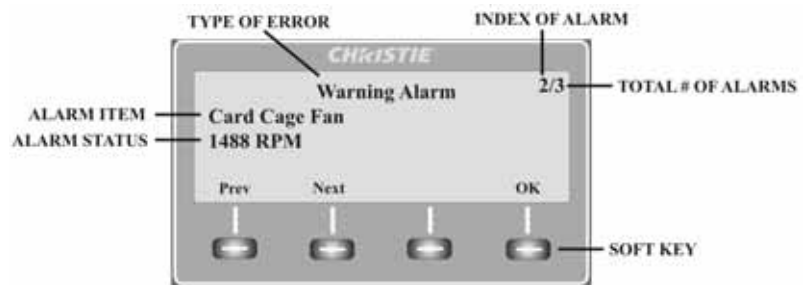 TYPE OF ERROR
INDEX OF ALARM
CHRISTIE
Warning Alarm
2/3
TOTAL # OF ALARMS
ALARM ITEM
Card Cage Fan
ALARM STATUS
1488 RPM
Prev Next OK
SOFT KEY